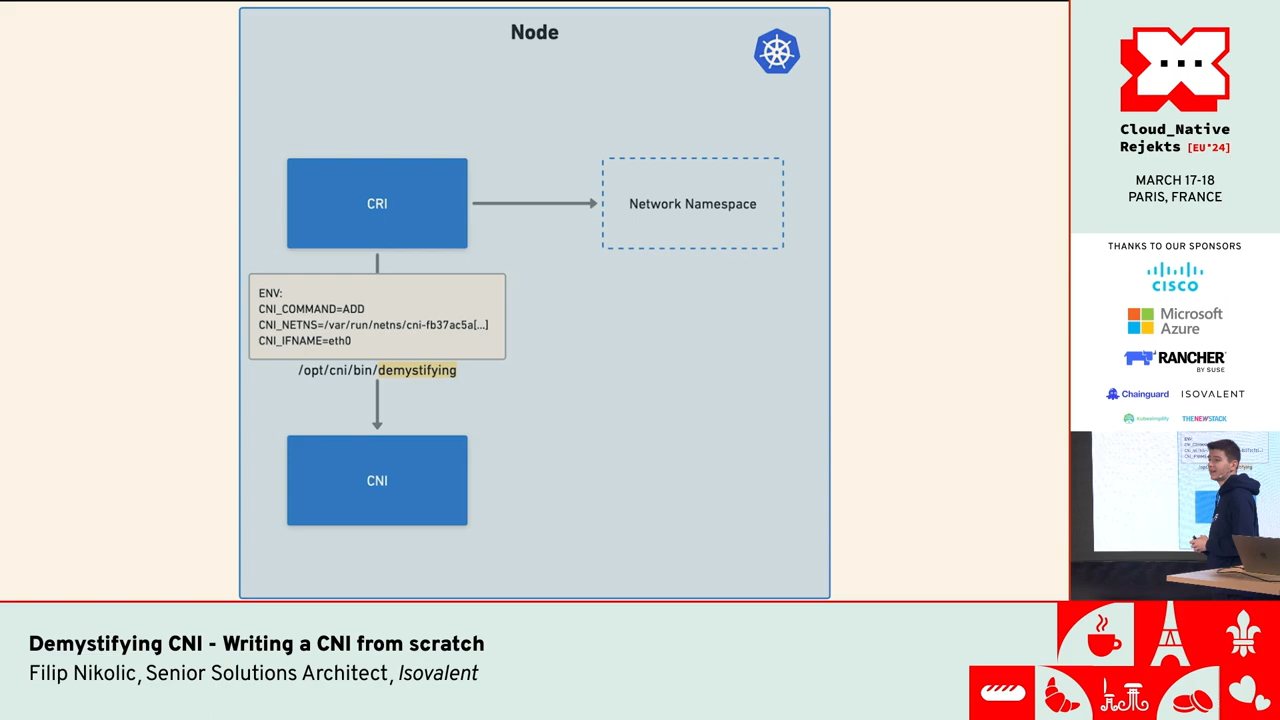 Node
CRI
Network Namespace
ENV:
CNI_COMMAND=ADD
CNI_NETNS=/var/run/netns/cni-fb37ac5a[...]
CNI_IFNAME=eth0
/opt/cni/bin/demystifying
CNI
Cloud_Native
Rejekts [EU'24]
MARCH 17-18
PARIS, FRANCE
THANKS TO OUR SPONSORS
CISCO
Microsoft
Azure
RANCHER
BY SUSE
Chainguard
ISOVALENT
kubesimplify
THENEWSTACK
Demystifying CNI - Writing a CNI from scratch
Filip Nikolic, Senior Solutions Architect, Isovalent